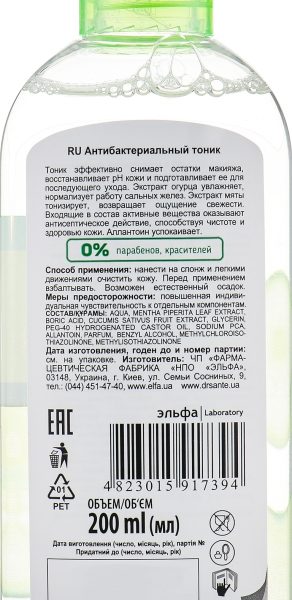 RU Антибактериальный тоник
Тоник эффективно снимает остатки макияжа,
восстанавливает pH кожи и подготавливает ее для
последующего ухода. Экстракт огурца увлажняет,
нормализует работу сальных желез. Экстракт мяты
тонизирует, возвращает ощущение свежести.
Входящие в состав активные вещества оказывают
антисептическое действие, способствуя чистоте и
здоровью кожи. Аллантоин успокаивает.
0% парабенов, красителей
Способ применения: нанести на спонж и легкими
движениями очистить кожу. Перед применением
взбалтывать. Возможен естественный осадок.
Меры предосторожности: повышенная индивиду-
альная чувствительность к отдельным компонентам.
СОСТАВ/ҚҰРАМЫ: AQUA, MENTHA PIPERITA LEAF EXTRACT,
BORIC ACID, CUCUMIS SATIVUS FRUIT EXTRACT, GLYCERIN,
PEG-40 HYDROGENATED CASTOR OIL, SODIUM PCA,
ALLANTOIN, PARFUM, BENZYL ALCOHOL, METHYLCHLOROISO-
THIAZOLINONE, METHYLISOTHIAZOLINONE
Дата изготовления, годен до и номер партии:
см. на упаковке. Изготовитель: ЧП «ФАРМА-
ЦЕВТИЧЕСКАЯ ФАБРИКА «НПО «ЭЛЬФА»,
03148, Украина, г. Киев, ул. Семьи Сосниных, 9,
тел. (044) 451-47-40, www.elfa.ua, www.drsante.com
EAC
эльфа Laboratory
01
PET
4 823015 917394
ОБЪЕМ/ОБ'ЄМ
200 ml (мл)
Дата виготовлення (число, місяць, рік), партія №
Придатний до (число, місяць, рік)